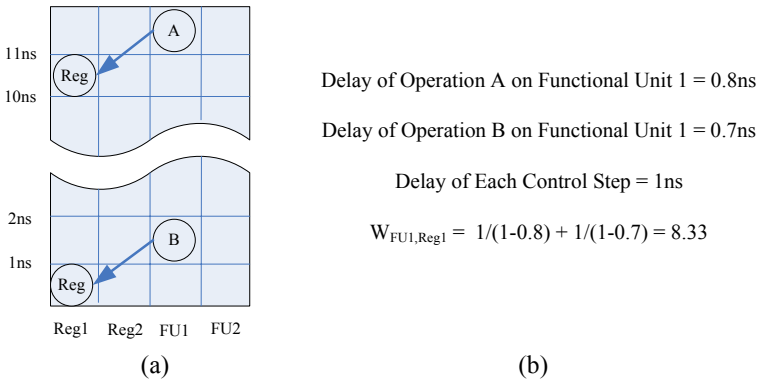 A
11ns
Reg
10ns
2ns
B
1ns
Reg
Reg1 Reg2 FU1 FU2
(a)
Delay of Operation A on Functional Unit 1 = 0.8ns
Delay of Operation B on Functional Unit 1 = 0.7ns
Delay of Each Control Step = 1ns
W_FU1,Reg1 = 1/(1-0.8) + 1/(1-0.7) = 8.33
(b)